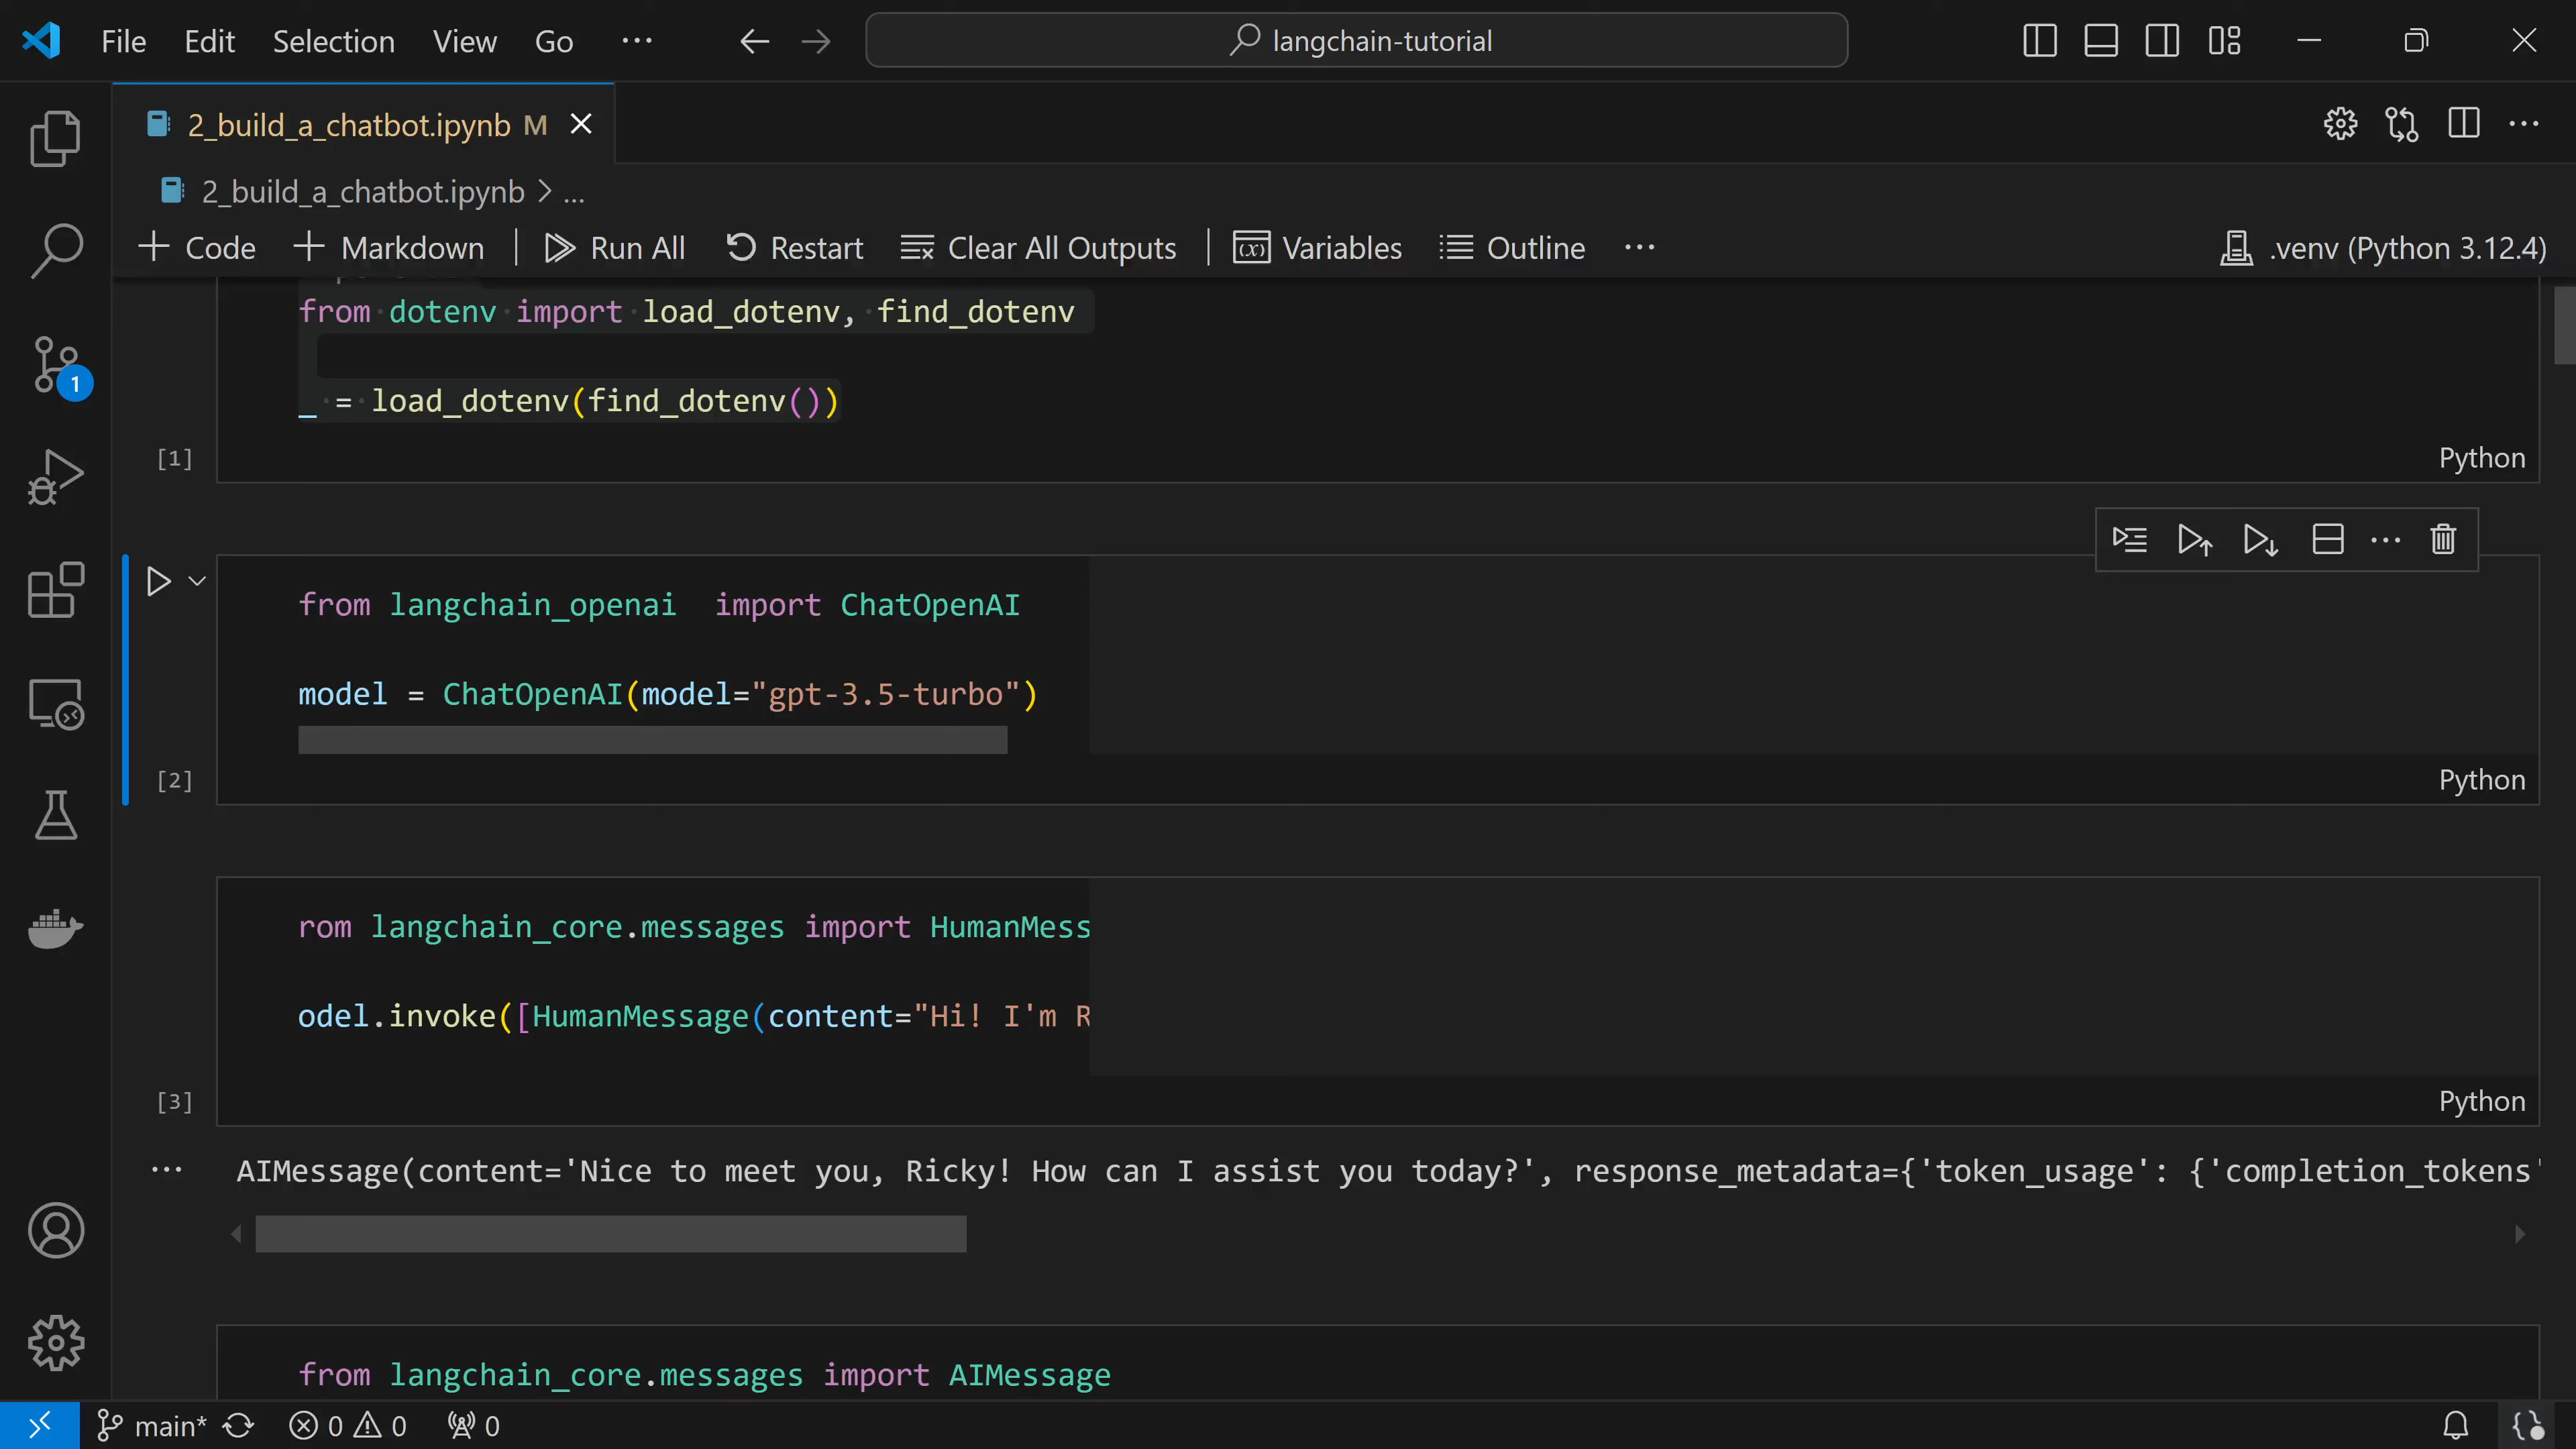 File Edit Selection View Go ··· langchain-tutorial
2_build_a_chatbot.ipynb M
2_build_a_chatbot.ipynb > ...
Code Markdown Run All Restart Clear All Outputs Variables Outline ··· .venv (Python 3.12.4)
from dotenv import load_dotenv, find_dotenv
_ = load_dotenv(find_dotenv())
[1] Python
from langchain_openai  import ChatOpenAI
model = ChatOpenAI(model="gpt-3.5-turbo")
[2] Python
rom langchain_core.messages import HumanMess
odel.invoke([HumanMessage(content="Hi! I'm R
[3] Python
AIMessage(content='Nice to meet you, Ricky! How can I assist you today?', response_metadata={'token_usage': {'completion_tokens'
from langchain_core.messages import AIMessage
1
main* 0 0 0